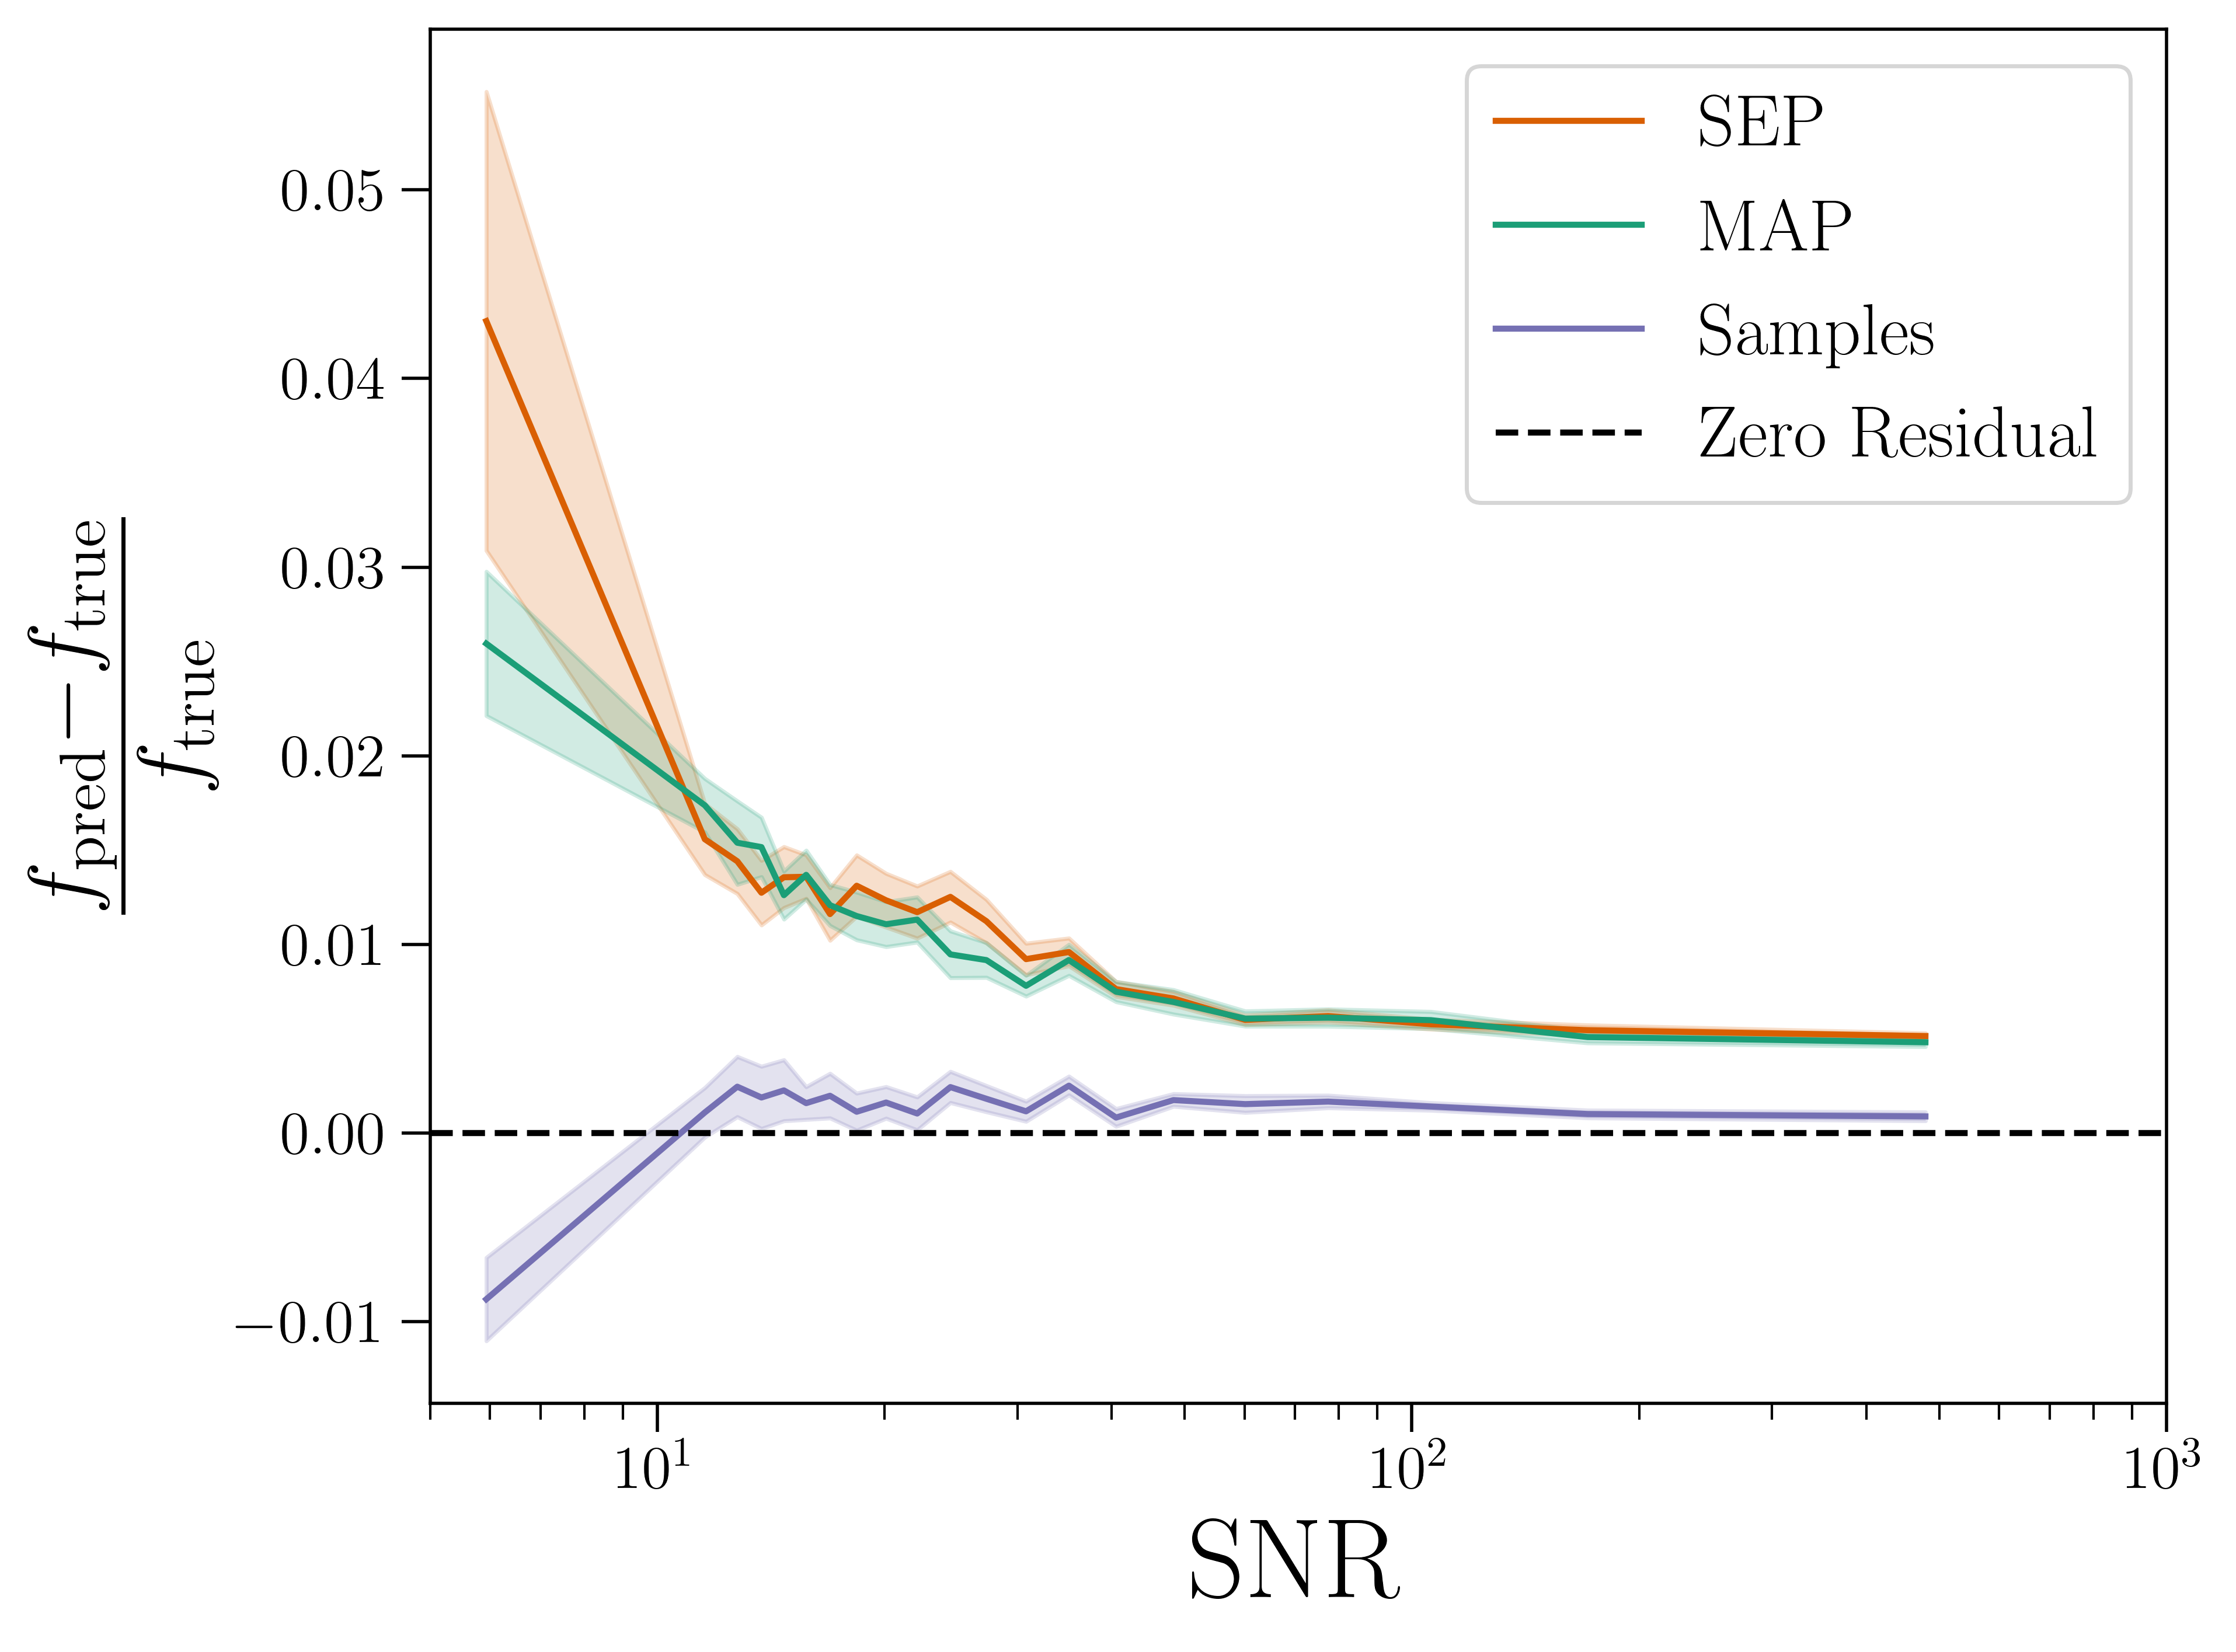 SEP
MAP
Samples
Zero Residual
0.05
0.04
0.03
0.02
0.01
0.00
−0.01
f_pred − f_true
f_true
10^1
10^2
10^3
SNR